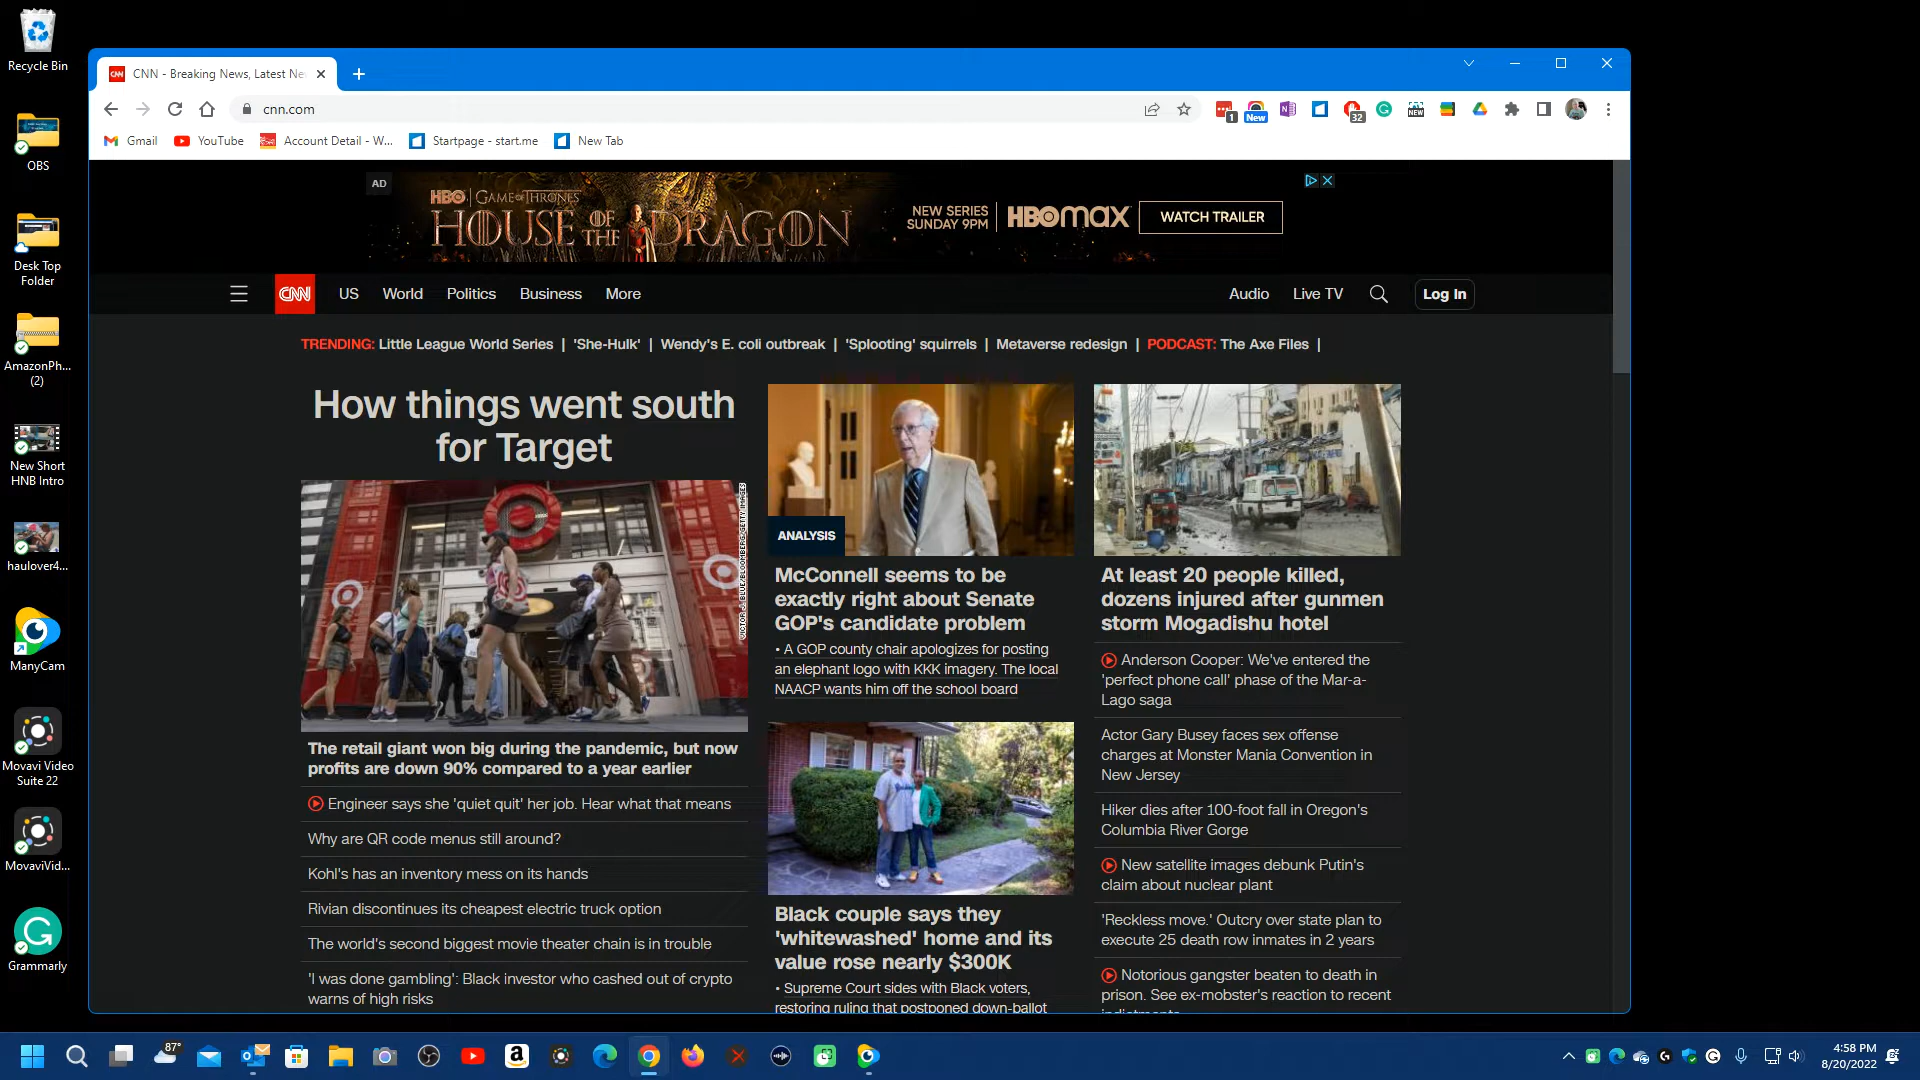 Recycle Bin
OBS
Desk Top
Folder
AmazonPh...
(2)
New Short
HNB Intro
haulover4...
ManyCam
Movavi Video
Suite 22
MovaviVid...
Grammarly
CNN - Breaking News, Latest Ne
cnn.com
1
New
32
NEW
Gmail
YouTube
Account Detail - W...
Startpage - start.me
New Tab
AD
HBO | GAME OF THRONES
HOUSE OF THE DRAGON
NEW SERIES
SUNDAY 9PM
HBOMAX
WATCH TRAILER
CNN
US
World
Politics
Business
More
Audio
Live TV
Log In
TRENDING: Little League World Series | 'She-Hulk' | Wendy's E. coli outbreak | 'Splooting' squirrels | Metaverse redesign | PODCAST: The Axe Files |
How things went south
for Target
VICTOR J. BLUE/BLOOMBERG/GETTY IMAGES
The retail giant won big during the pandemic, but now
profits are down 90% compared to a year earlier
Engineer says she 'quiet quit' her job. Hear what that means
Why are QR code menus still around?
Kohl's has an inventory mess on its hands
Rivian discontinues its cheapest electric truck option
The world's second biggest movie theater chain is in trouble
'I was done gambling': Black investor who cashed out of crypto
warns of high risks
ANALYSIS
McConnell seems to be
exactly right about Senate
GOP's candidate problem
• A GOP county chair apologizes for posting
an elephant logo with KKK imagery. The local
NAACP wants him off the school board
Black couple says they
'whitewashed' home and its
value rose nearly $300K
• Supreme Court sides with Black voters,
restoring ruling that postponed down-ballot
At least 20 people killed,
dozens injured after gunmen
storm Mogadishu hotel
Anderson Cooper: We've entered the
'perfect phone call' phase of the Mar-a-
Lago saga
Actor Gary Busey faces sex offense
charges at Monster Mania Convention in
New Jersey
Hiker dies after 100-foot fall in Oregon's
Columbia River Gorge
New satellite images debunk Putin's
claim about nuclear plant
'Reckless move.' Outcry over state plan to
execute 25 death row inmates in 2 years
Notorious gangster beaten to death in
prison. See ex-mobster's reaction to recent
indictments
87°
4:58 PM
8/20/2022